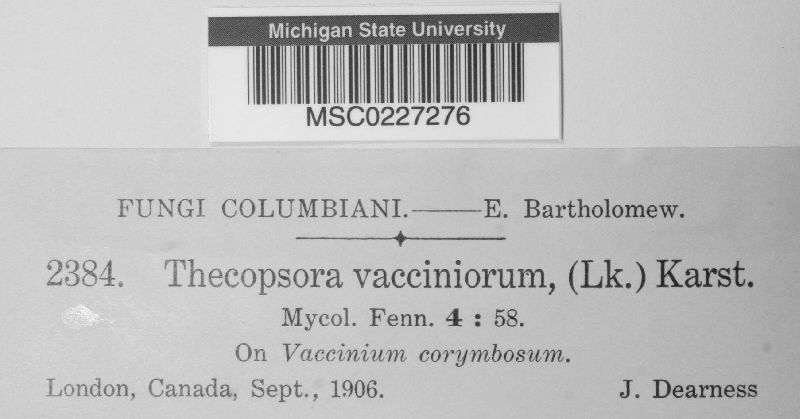 Michigan State University
MSC0227276
FUNGI COLUMBIANI.——E. Bartholomew.
2384. Thecopsora vacciniorum, (Lk.) Karst.
Mycol. Fenn. 4 : 58.
On Vaccinium corymbosum.
London, Canada, Sept., 1906. J. Dearness